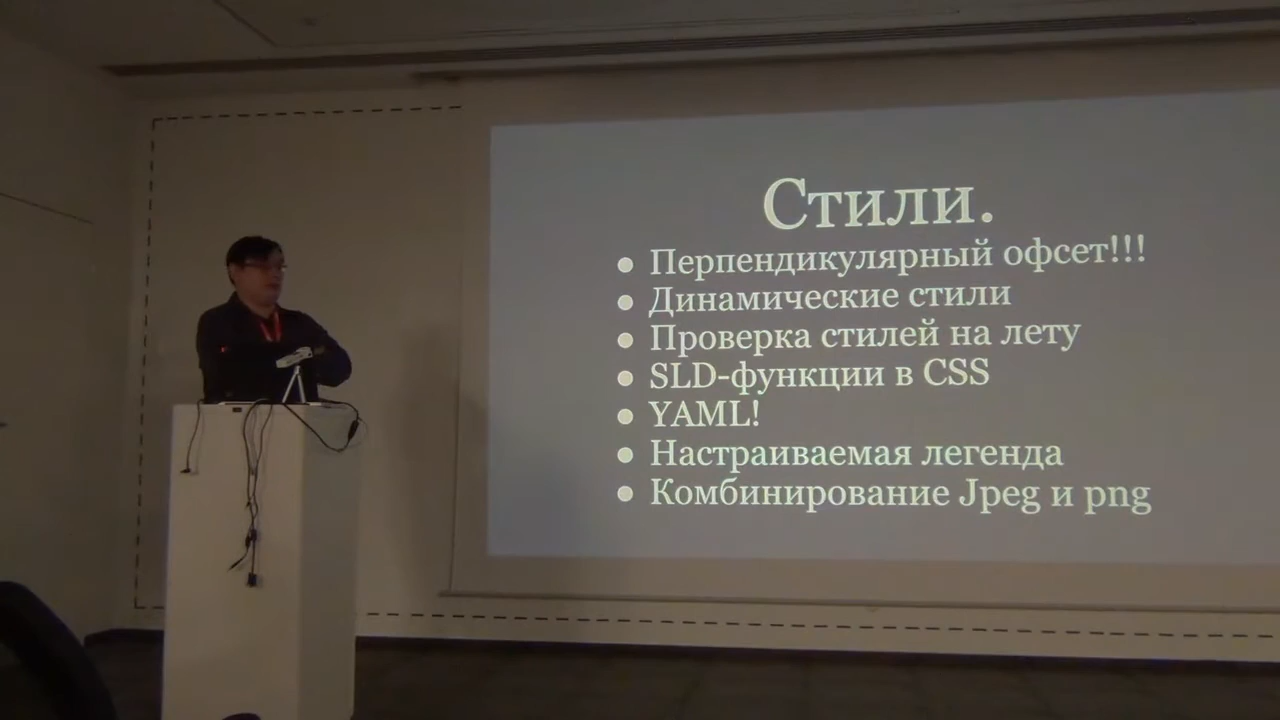 Стили.
Перпендикулярный офсет!!!
Динамические стили
Проверка стилей на лету
SLD-функции в CSS
YAML!
Настраиваемая легенда
Комбинирование Jpeg и png